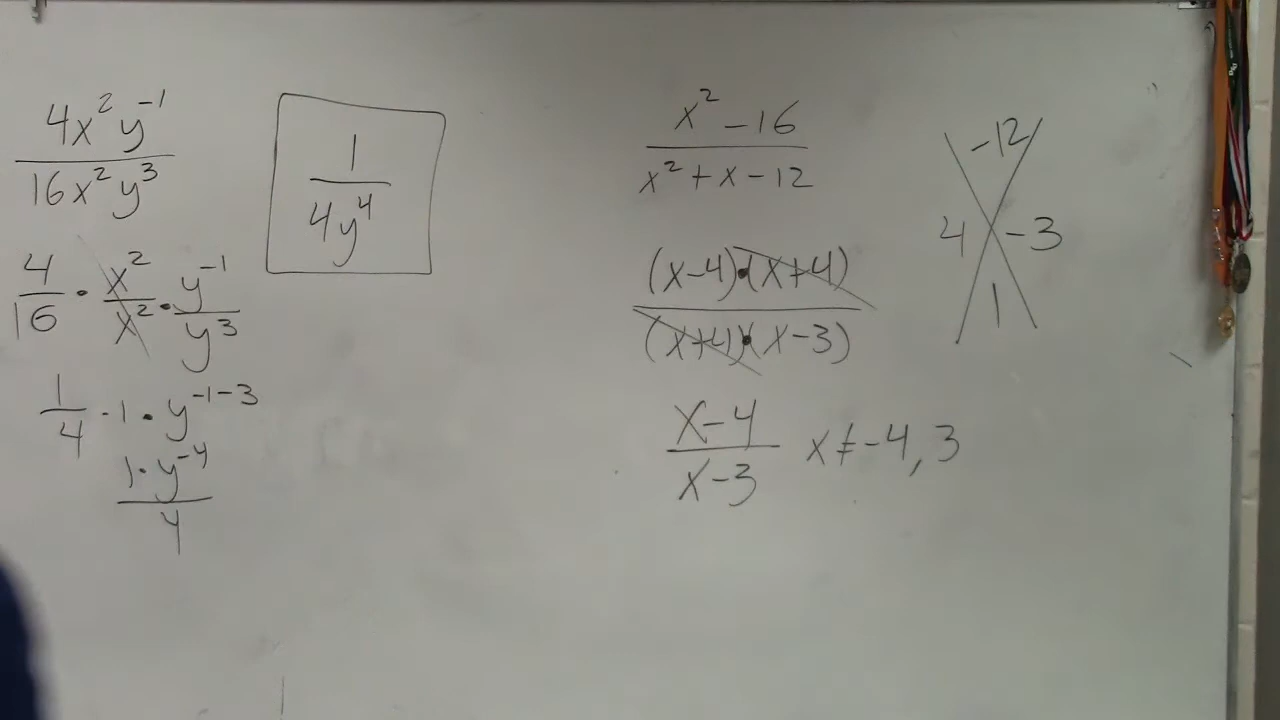 4x²y⁻¹
16x²y³
1
4y⁴
4/16 · x²/x² · y⁻¹/y³
1/4 · 1 · y⁻¹⁻³
1·y⁻⁴
4
x²-16
x²+x-12
(x-4)·(x+4)
(x+4)·(x-3)
x-4
x-3
x≠-4, 3
-12
4 -3
1